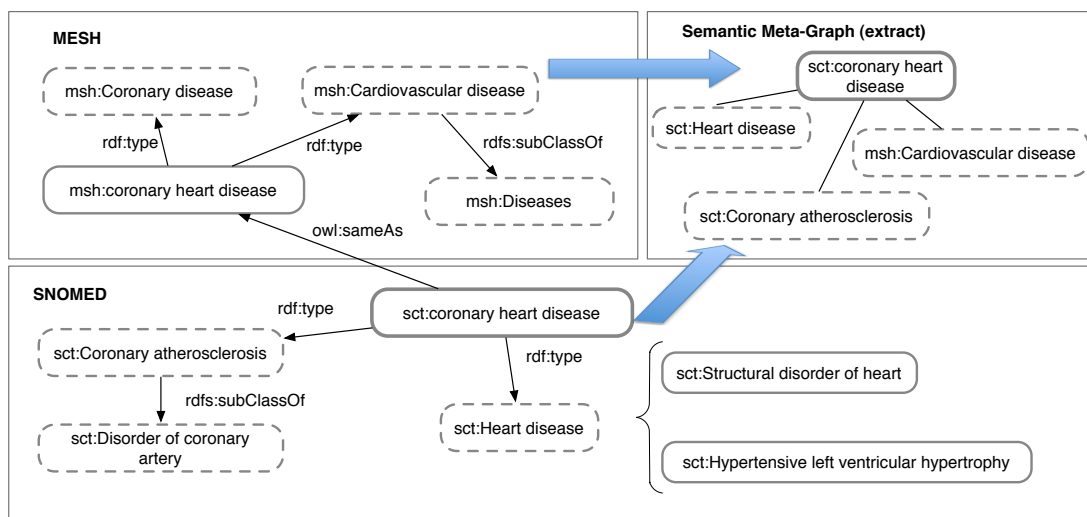 MESH
msh:Coronary disease
msh:Cardiovascular disease
rdf:type
rdf:type
rdfs:subClassOf
msh:coronary heart disease
msh:Diseases
owl:sameAs
Semantic Meta-Graph (extract)
sct:coronary heart
disease
sct:Heart disease
msh:Cardiovascular disease
sct:Coronary atherosclerosis
SNOMED
sct:coronary heart disease
rdf:type
sct:Coronary atherosclerosis
rdf:type
sct:Structural disorder of heart
rdfs:subClassOf
sct:Heart disease
sct:Disorder of coronary
artery
sct:Hypertensive left ventricular hypertrophy